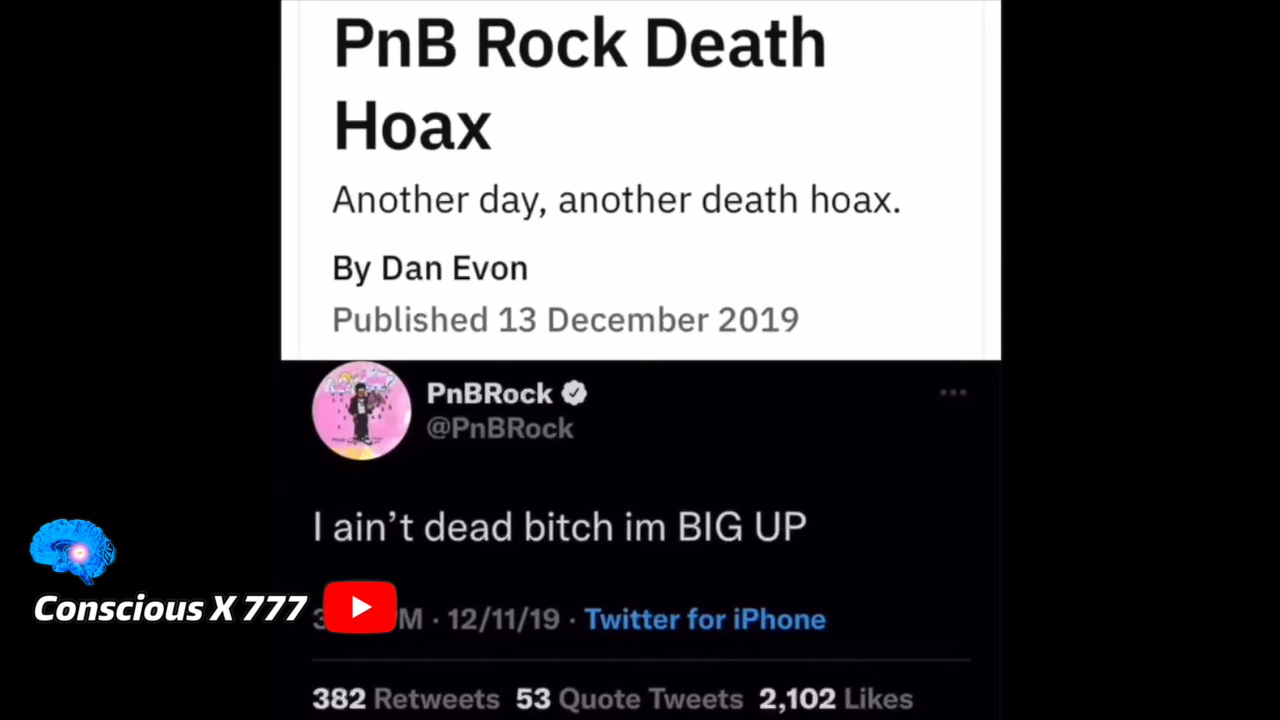 PnB Rock Death
Hoax
Another day, another death hoax.
By Dan Evon
Published 13 December 2019
PnBRock
@PnBRock
I ain't dead bitch im BIG UP
Conscious X 777
M · 12/11/19 · Twitter for iPhone
382 Retweets 53 Quote Tweets 2,102 Likes